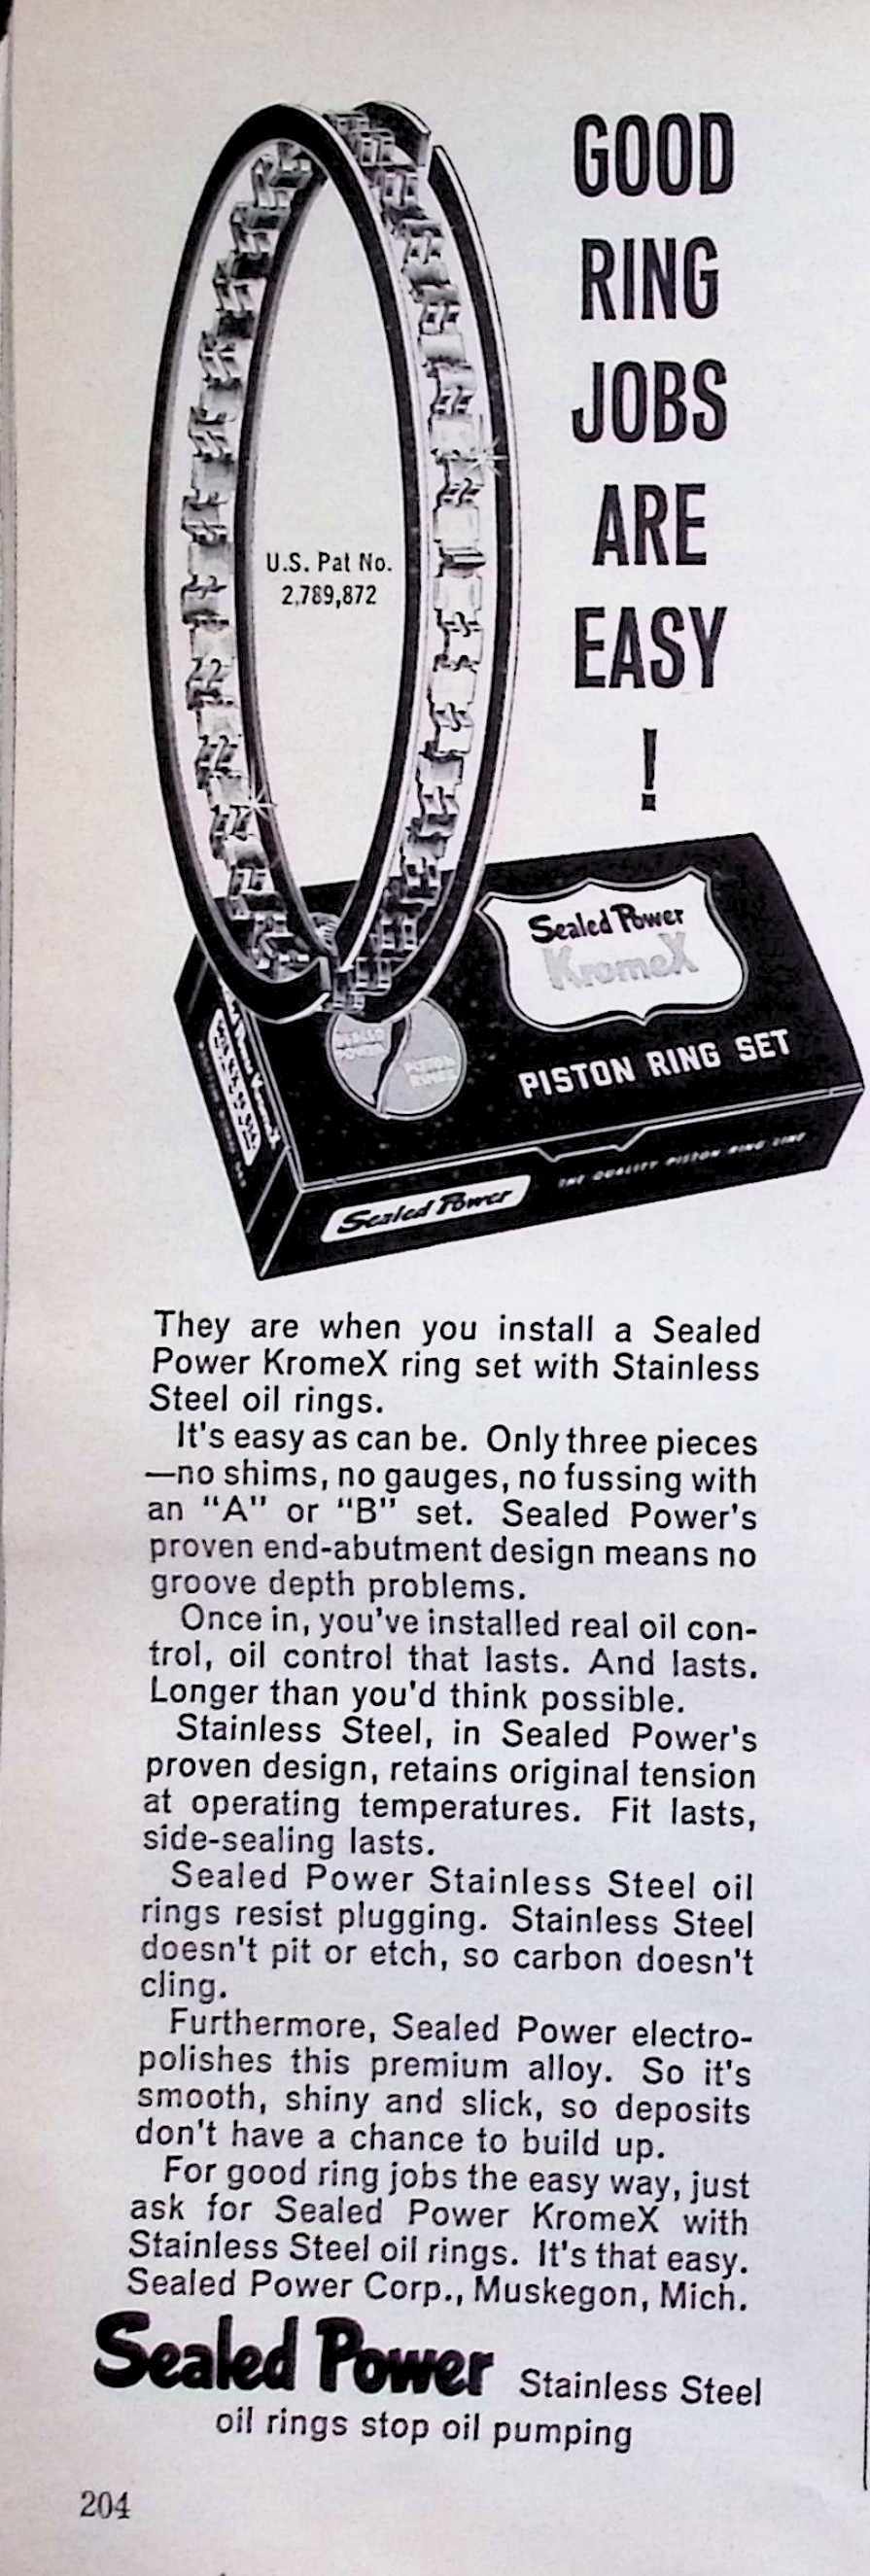 GOOD
RING
JOBS
ARE
EASY
!
U.S. Pat No.
2,789,872
Sealed Power
KromeX
PISTON RING SET
SEALED
POWER
PISTON
RINGS
Sealed Power
THE QUALITY PISTON RING LINE
They are when you install a Sealed
Power KromeX ring set with Stainless
Steel oil rings.
It's easy as can be. Only three pieces
—no shims, no gauges, no fussing with
an "A" or "B" set. Sealed Power's
proven end-abutment design means no
groove depth problems.
Once in, you've installed real oil con-
trol, oil control that lasts. And lasts.
Longer than you'd think possible.
Stainless Steel, in Sealed Power's
proven design, retains original tension
at operating temperatures. Fit lasts,
side-sealing lasts.
Sealed Power Stainless Steel oil
rings resist plugging. Stainless Steel
doesn't pit or etch, so carbon doesn't
cling.
Furthermore, Sealed Power electro-
polishes this premium alloy. So it's
smooth, shiny and slick, so deposits
don't have a chance to build up.
For good ring jobs the easy way, just
ask for Sealed Power KromeX with
Stainless Steel oil rings. It's that easy.
Sealed Power Corp., Muskegon, Mich.
Sealed Power Stainless Steel
oil rings stop oil pumping
204